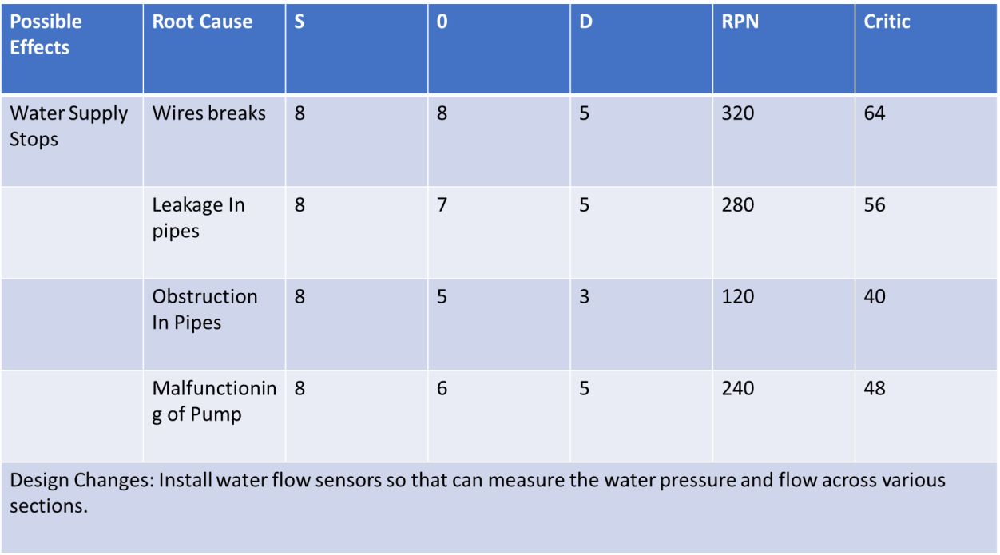 Possible Effects Root Cause S 0 D RPN Critic
Water Supply Stops Wires breaks 8 8 5 320 64
Leakage In pipes 8 7 5 280 56
Obstruction In Pipes 8 5 3 120 40
Malfunctioning of Pump 8 6 5 240 48
Design Changes: Install water flow sensors so that can measure the water pressure and flow across various
sections.